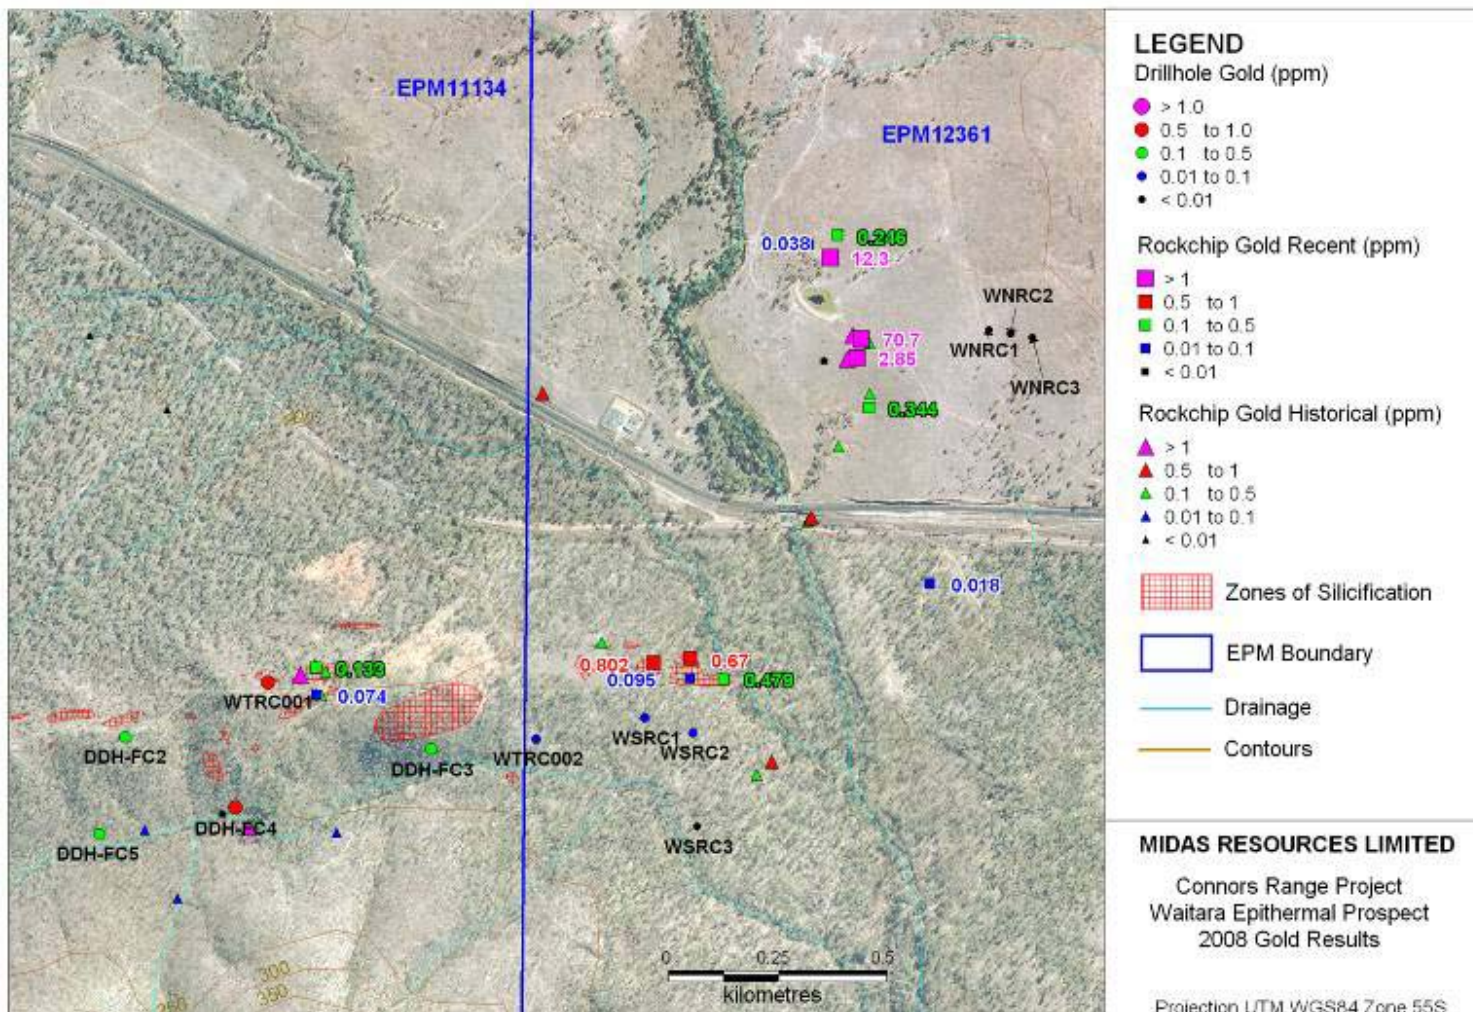 EPM11134
EPM12361
0.038
0.246
12.3
WNRC2
70.7
WNRC1
2.85
WNRC3
0.344
0.018
0.802
0.67
0.133
0.095
0.478
WTRC001
0.074
WSRC1
WSRC2
DDH-FC2
DDH-FC3
WTRC002
DDH-FC4
WSRC3
DDH-FC5
300
350
0 0.25 0.5
kilometres
LEGEND
Drillhole Gold (ppm)
> 1.0
0.5 to 1.0
0.1 to 0.5
0.01 to 0.1
< 0.01
Rockchip Gold Recent (ppm)
> 1
0.5 to 1
0.1 to 0.5
0.01 to 0.1
< 0.01
Rockchip Gold Historical (ppm)
> 1
0.5 to 1
0.1 to 0.5
0.01 to 0.1
< 0.01
Zones of Silicification
EPM Boundary
Drainage
Contours
MIDAS RESOURCES LIMITED
Connors Range Project
Waitara Epithermal Prospect
2008 Gold Results
Projection UTM WGS84 Zone 55S